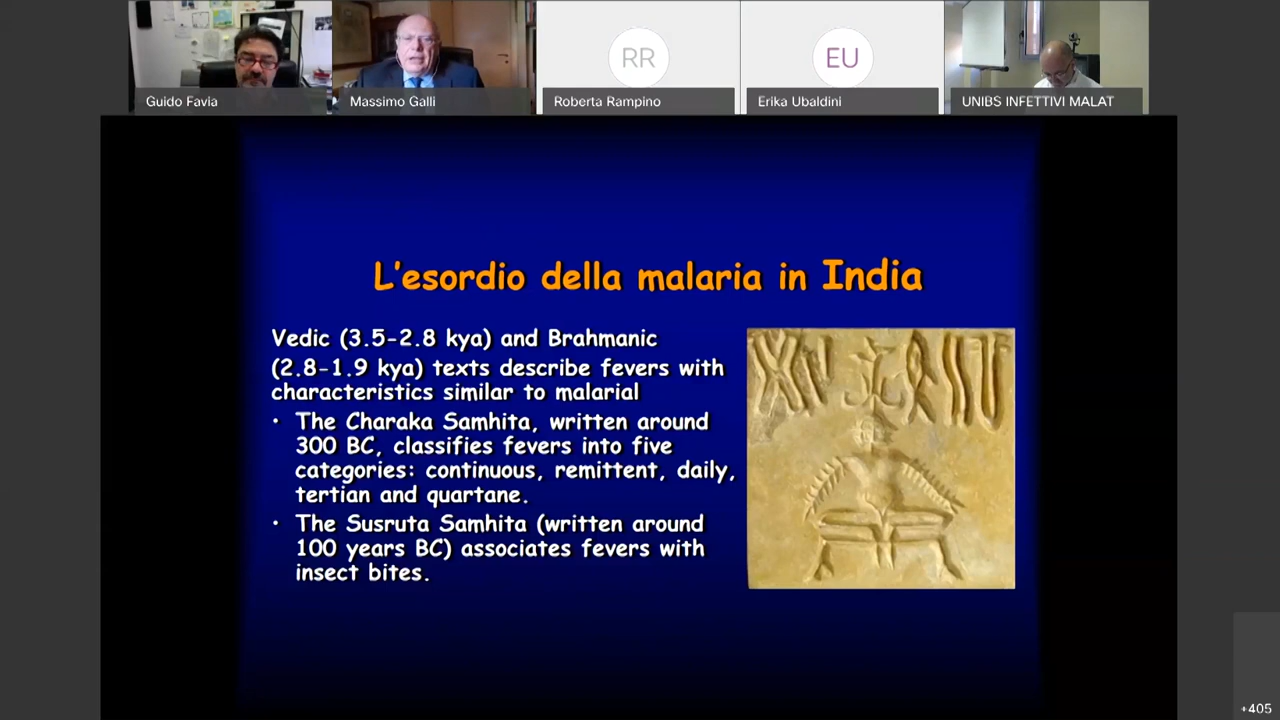 RR
EU
Guido Favia
Massimo Galli
Roberta Rampino
Erika Ubaldini
UNIBS INFETTIVI MALAT
L'esordio della malaria in India
Vedic (3.5-2.8 kya) and Brahmanic
(2.8-1.9 kya) texts describe fevers with
characteristics similar to malarial
• The Charaka Samhita, written around
300 BC, classifies fevers into five
categories: continuous, remittent, daily,
tertian and quartane.
• The Susruta Samhita (written around
100 years BC) associates fevers with
insect bites.
+405